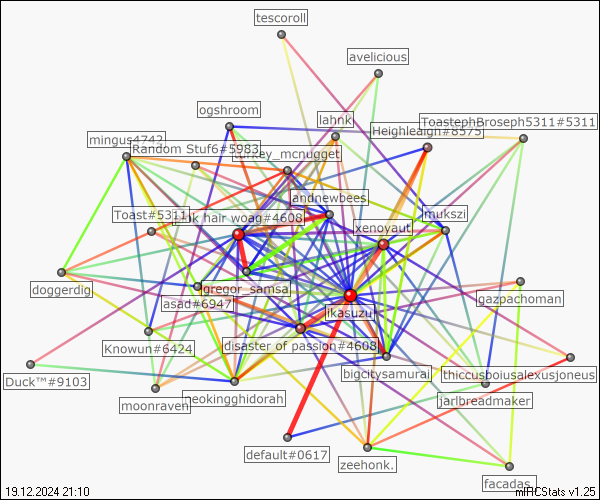 tescoroll
avelicious
ogshroom
lahnk
ToastephBroseph5311#5311
Heighleigh#8575
mingus4742
Random Stuf6#5983
turkey_mcnugget
andnewbees
Toast#5311
hair woag#4608
mukszi
xenoyaut
doggerdig
gregor_samsa
asad#6947
gazpachoman
ikasuzu
Knowun#6424
disaster of passion#4608
bigcitysamurai
thiccusboiusalexusjoneus
Duck™#9103
moonraven
neokingghidorah
jarlbreadmaker
default#0617
zeehonk.
facadas_
19.12.2024 21:10
mIRCStats v1.25